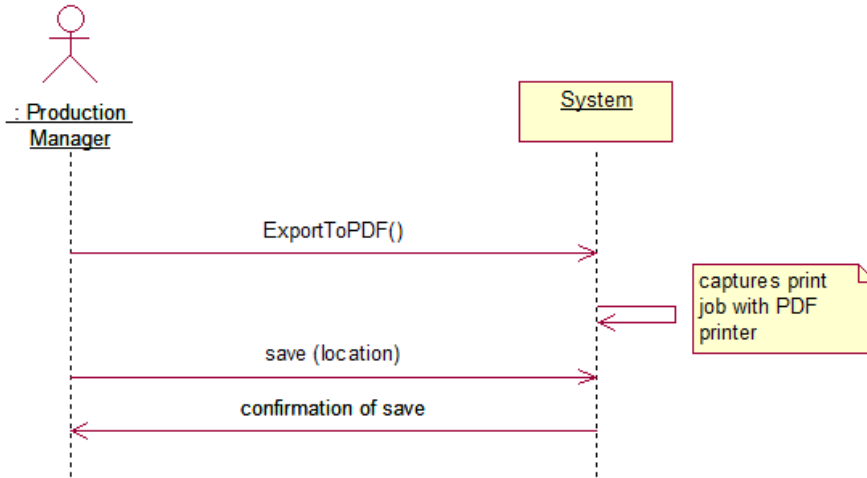 : Production
Manager
System
ExportToPDF()
captures print
job with PDF
printer
save (location)
confirmation of save